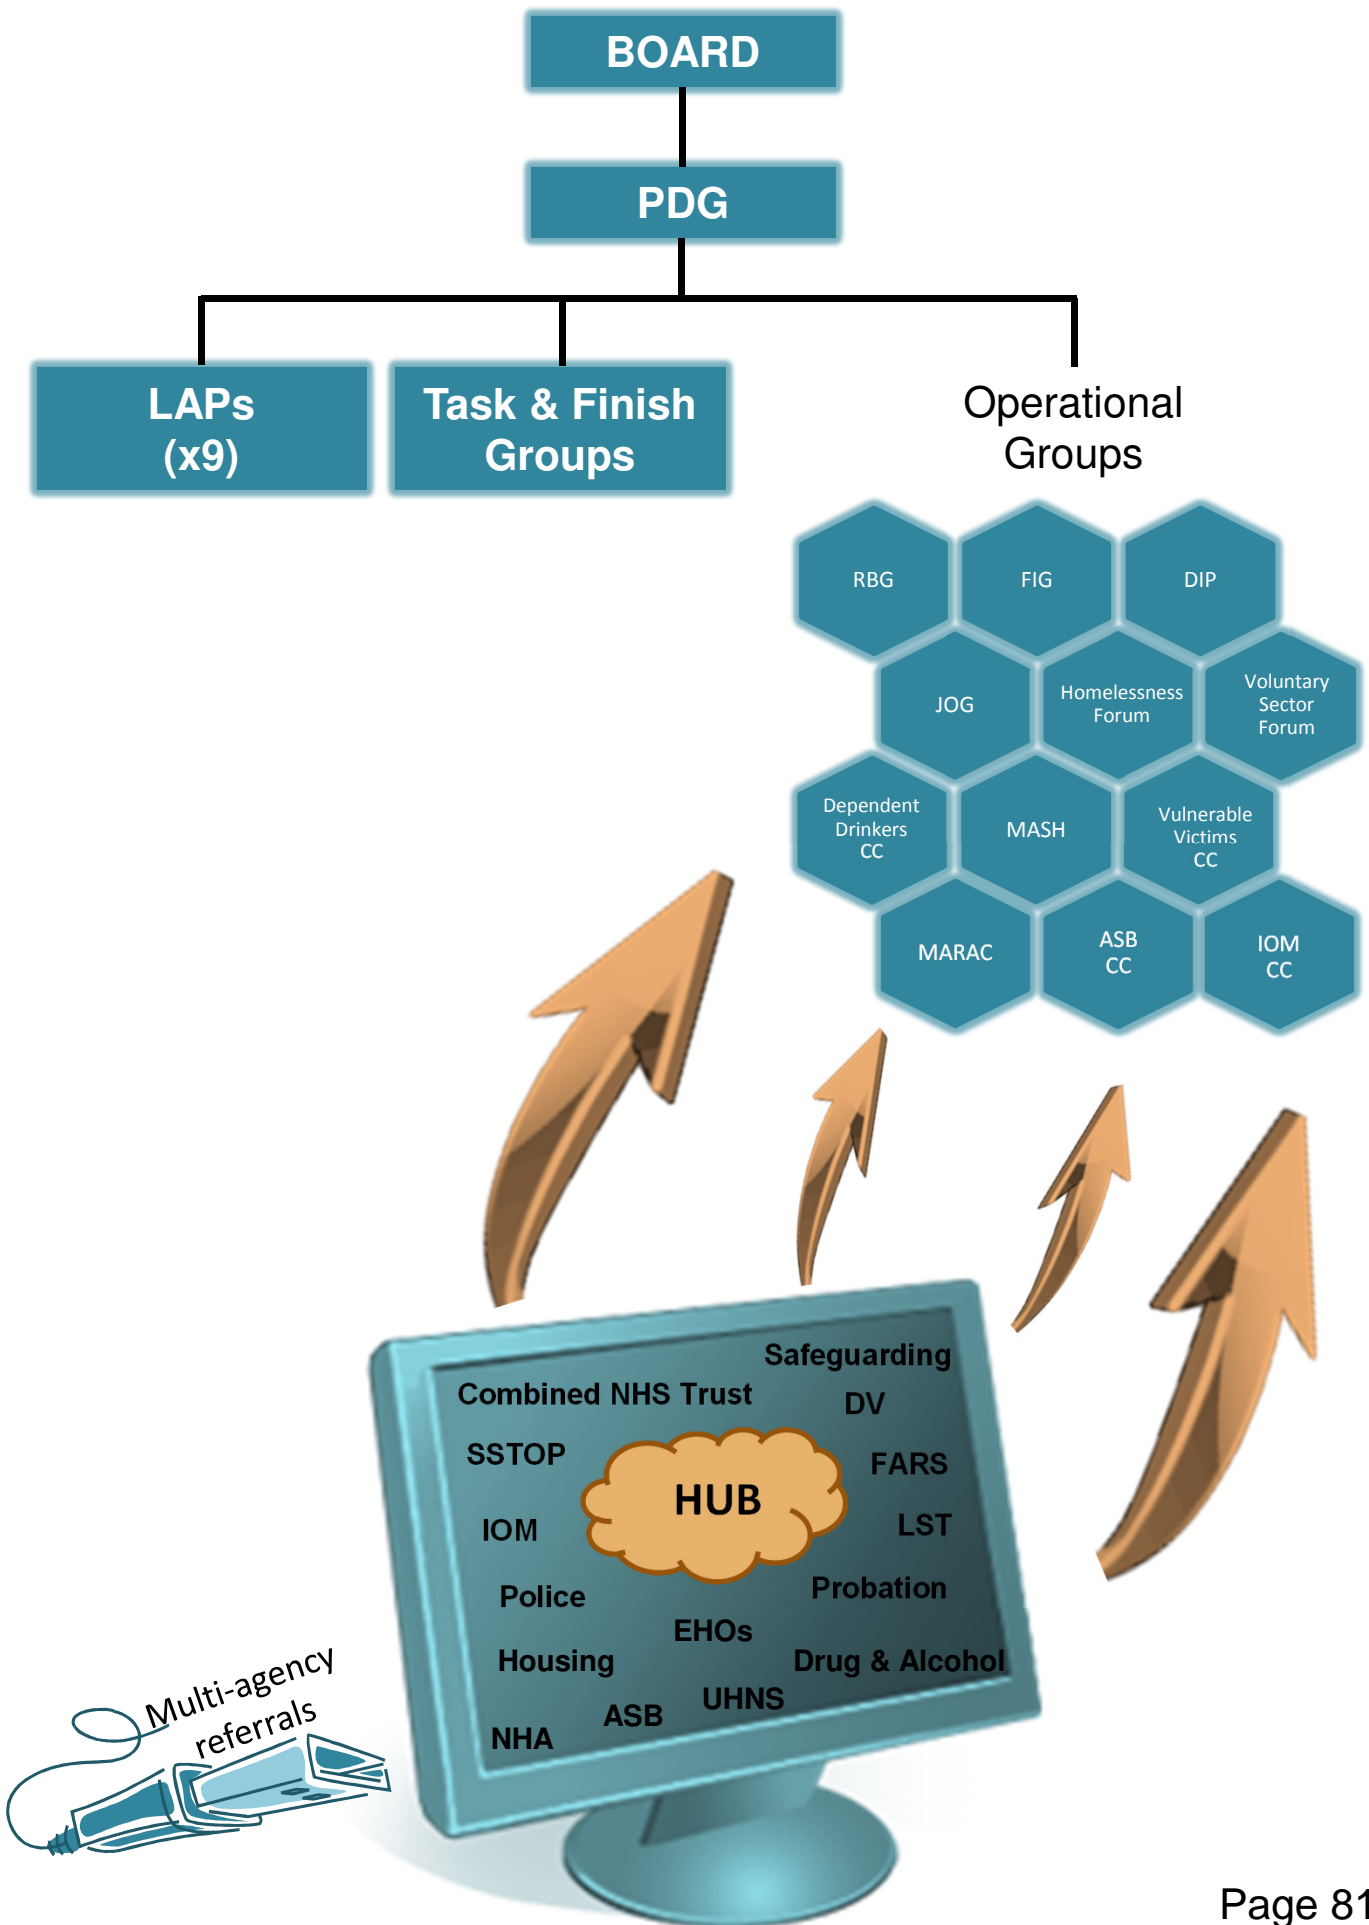 BOARD
PDG
LAPs
(x9)
Task & Finish
Groups
Operational
Groups
RBG
FIG
DIP
JOG
Homelessness
Forum
Voluntary
Sector
Forum
Dependent
Drinkers
CC
MASH
Vulnerable
Victims
CC
MARAC
ASB
CC
IOM
CC
Safeguarding
Combined NHS Trust
DV
SSTOP
FARS
HUB
IOM
LST
Police
Probation
EHOs
Housing
Drug & Alcohol
UHNS
ASB
NHA
Multi-agency
referrals
Page 81